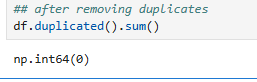 ## after removing duplicates
df.duplicated().sum()
np.int64(0)